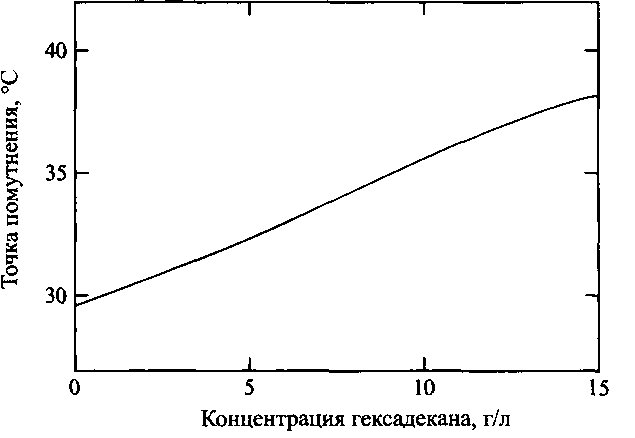 40
35
30
Точка помутнения, °С
0 5 10 15
Концентрация гексадекана, г/л